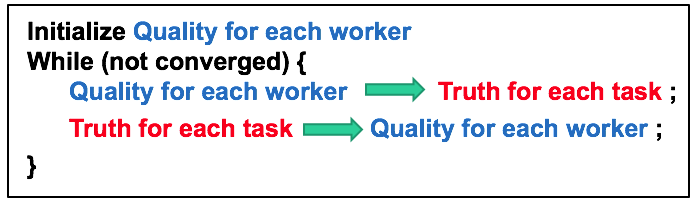 Initialize Quality for each worker
While (not converged) {
Quality for each worker Truth for each task ;
Truth for each task Quality for each worker ;
}